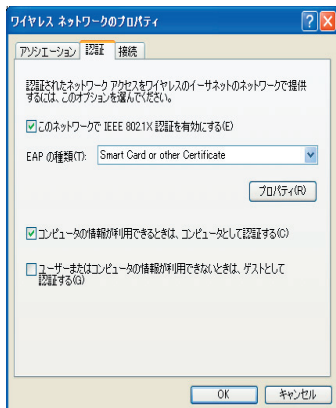 ワイヤレス ネットワークのプロパティ
アソシエーション 認証 接続
認証されたネットワーク アクセスをワイヤレスのイーサネットのネットワークで提供
するには、このオプションを選んでください。
このネットワークで IEEE 802.1X 認証を有効にする(E)
EAP の種類(T): Smart Card or other Certificate
プロパティ(R)
コンピュータの情報が利用できるときは、コンピュータとして認証する(C)
ユーザーまたはコンピュータの情報が利用できないときは、ゲストとして
認証する(G)
OK キャンセル